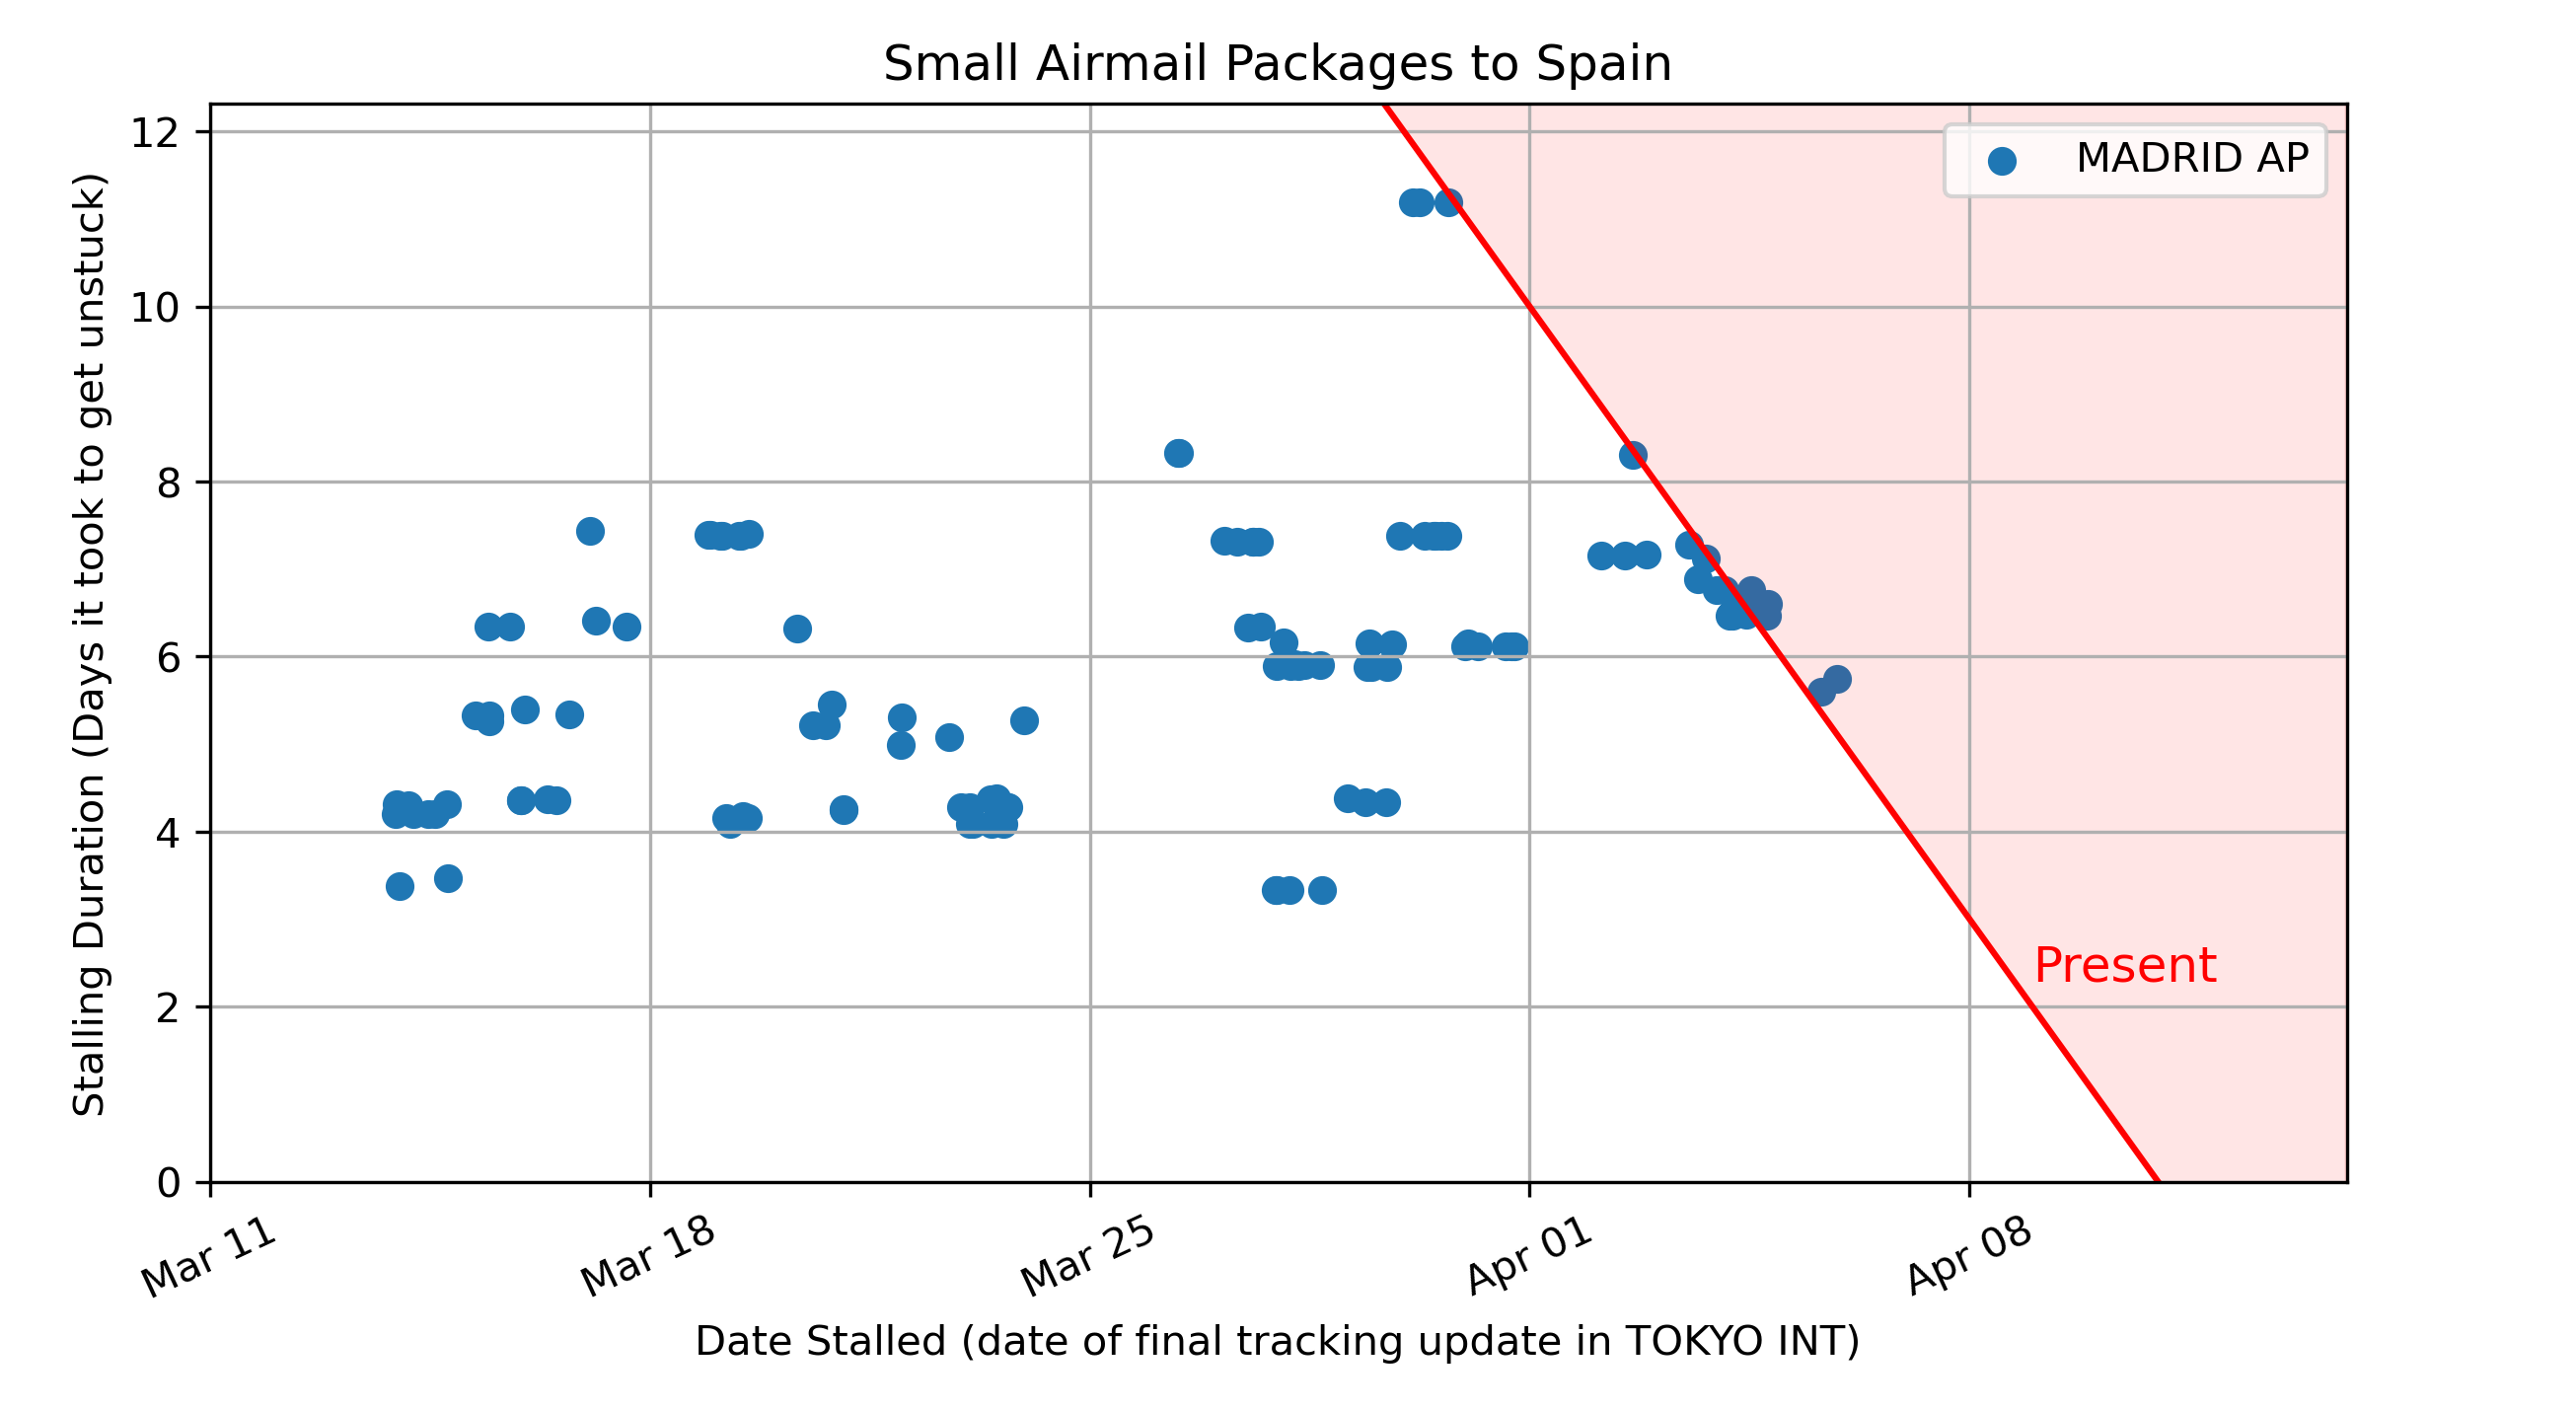 Small Airmail Packages to Spain
MADRID AP
Stalling Duration (Days it took to get unstuck)
12
10
8
6
4
2
0
Present
Mar 11
Mar 18
Mar 25
Apr 01
Apr 08
Date Stalled (date of final tracking update in TOKYO INT)